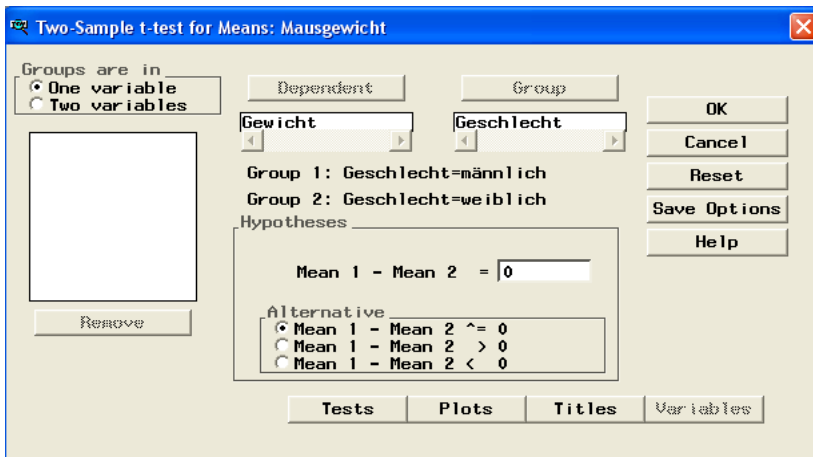 Two-Sample t-test for Means: Mausgewicht
Groups are in
One variable
Two variables
Dependent
Group
Gewicht
Geschlecht
Group 1: Geschlecht=männlich
Group 2: Geschlecht=weiblich
Hypotheses
Mean 1 - Mean 2 = 0
Alternative
Mean 1 - Mean 2 ^= 0
Mean 1 - Mean 2 > 0
Mean 1 - Mean 2 < 0
Remove
OK
Cancel
Reset
Save Options
Help
Tests
Plots
Titles
Variables